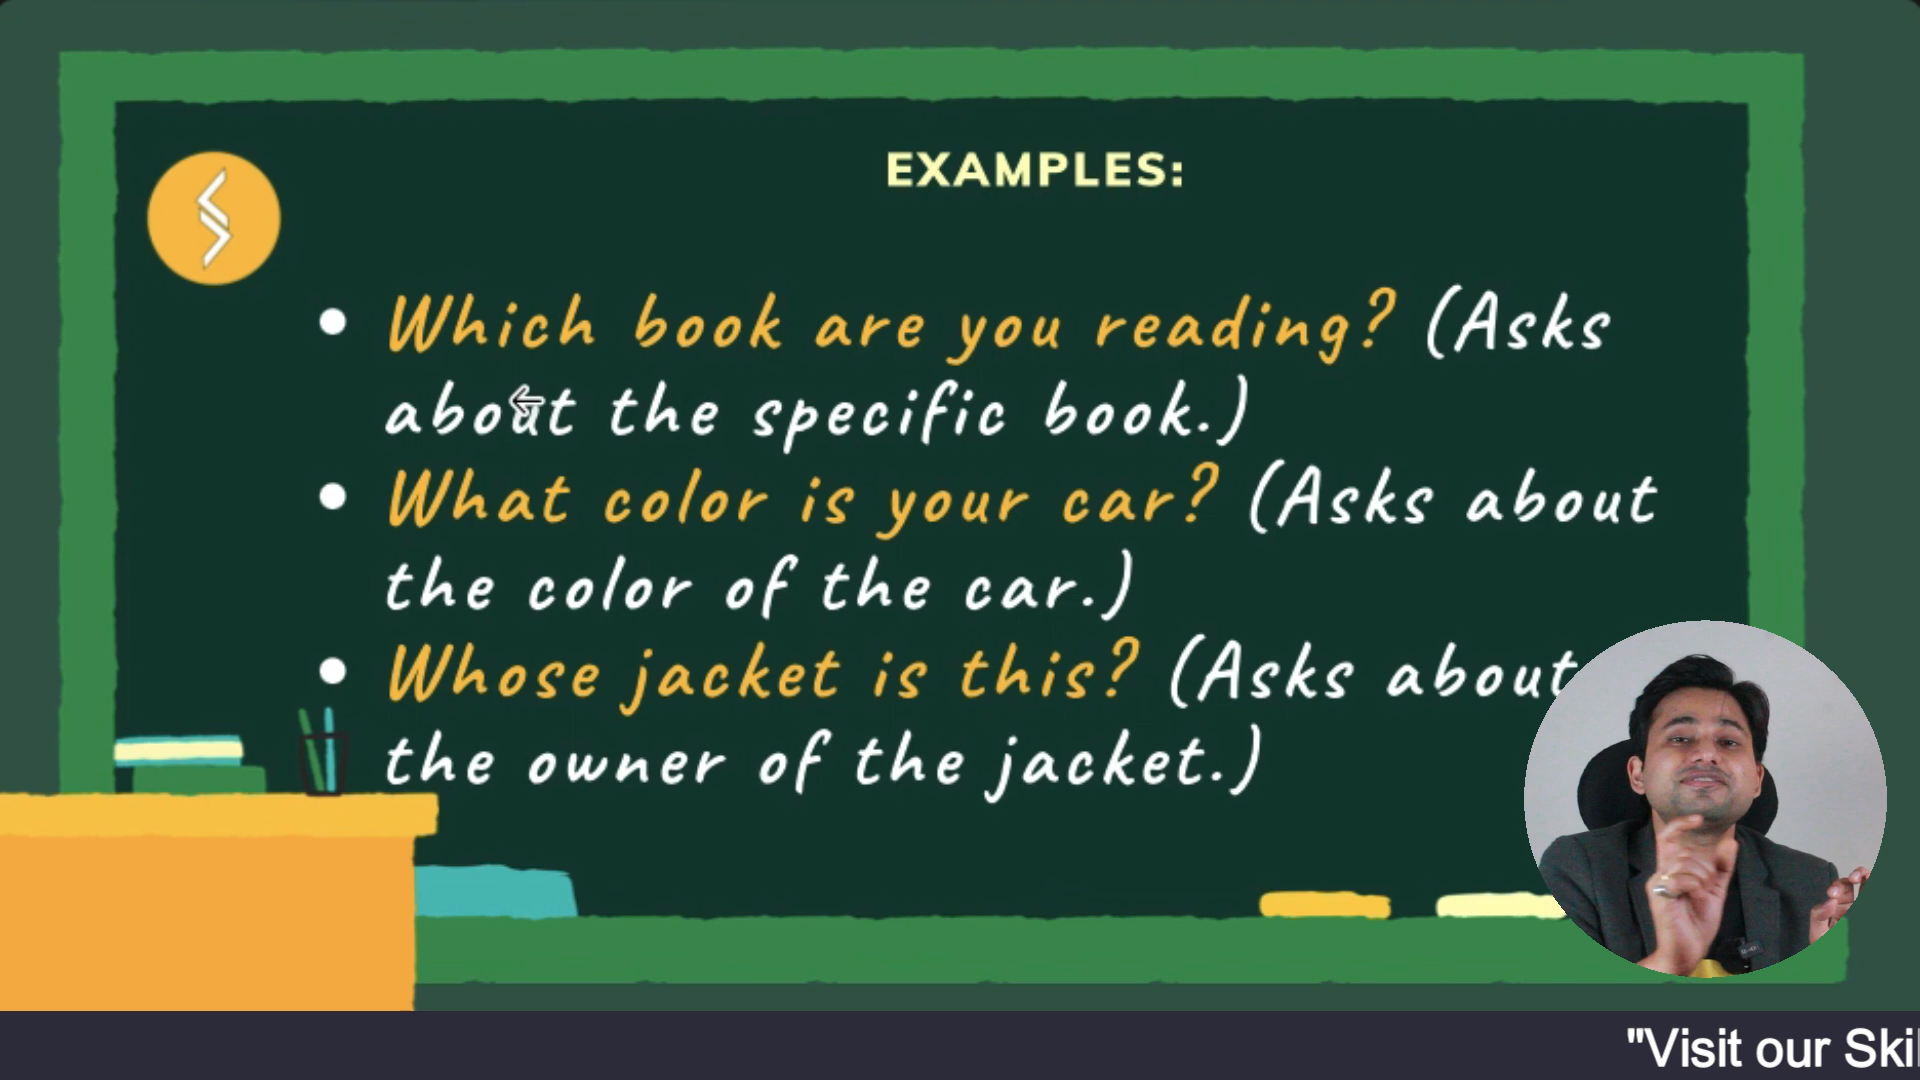 EXAMPLES:
Which book are you reading? (Asks
about the specific book.)
What color is your car? (Asks about
the color of the car.)
Whose jacket is this? (Asks about
the owner of the jacket.)
"Visit our